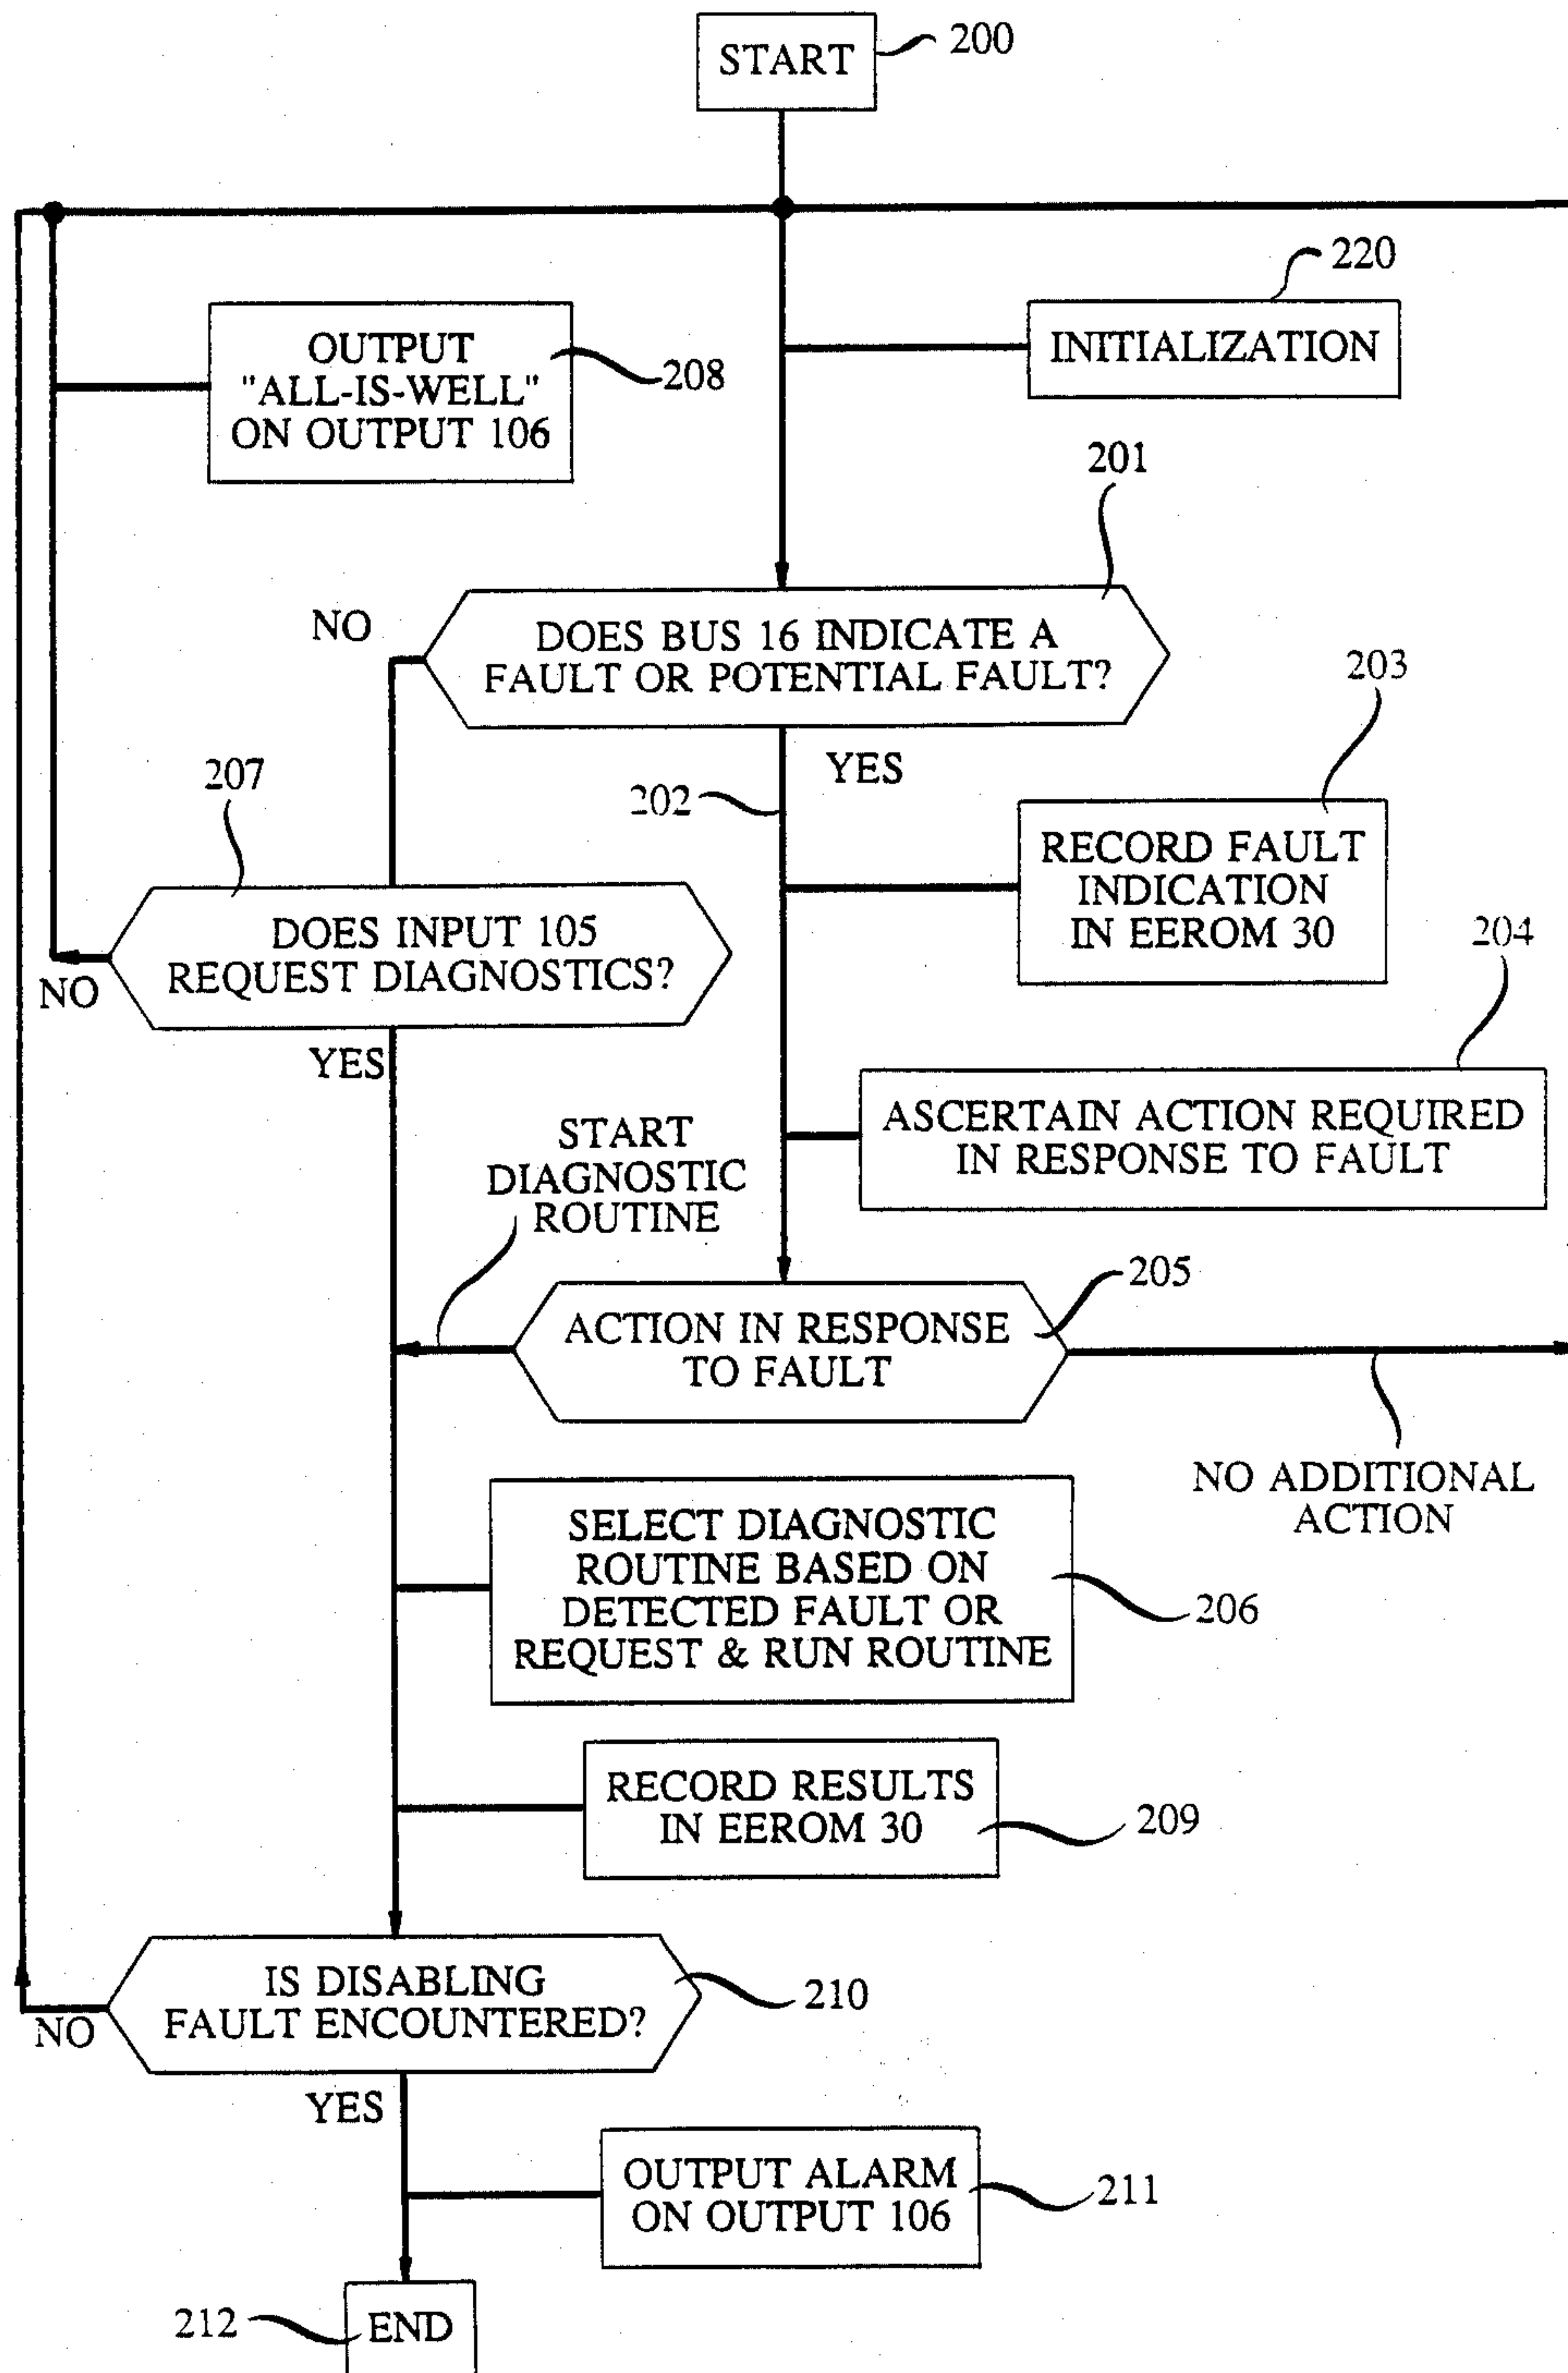 START
200
220
INITIALIZATION
OUTPUT
"ALL-IS-WELL"
ON OUTPUT 106
208
201
NO
DOES BUS 16 INDICATE A
FAULT OR POTENTIAL FAULT?
203
YES
207
202
RECORD FAULT
INDICATION
IN EEROM 30
204
DOES INPUT 105
REQUEST DIAGNOSTICS?
NO
YES
ASCERTAIN ACTION REQUIRED
IN RESPONSE TO FAULT
START
DIAGNOSTIC
ROUTINE
205
ACTION IN RESPONSE
TO FAULT
NO ADDITIONAL
ACTION
SELECT DIAGNOSTIC
ROUTINE BASED ON
DETECTED FAULT OR
REQUEST & RUN ROUTINE
206
RECORD RESULTS
IN EEROM 30
209
IS DISABLING
FAULT ENCOUNTERED?
210
NO
YES
OUTPUT ALARM
ON OUTPUT 106
211
212
END